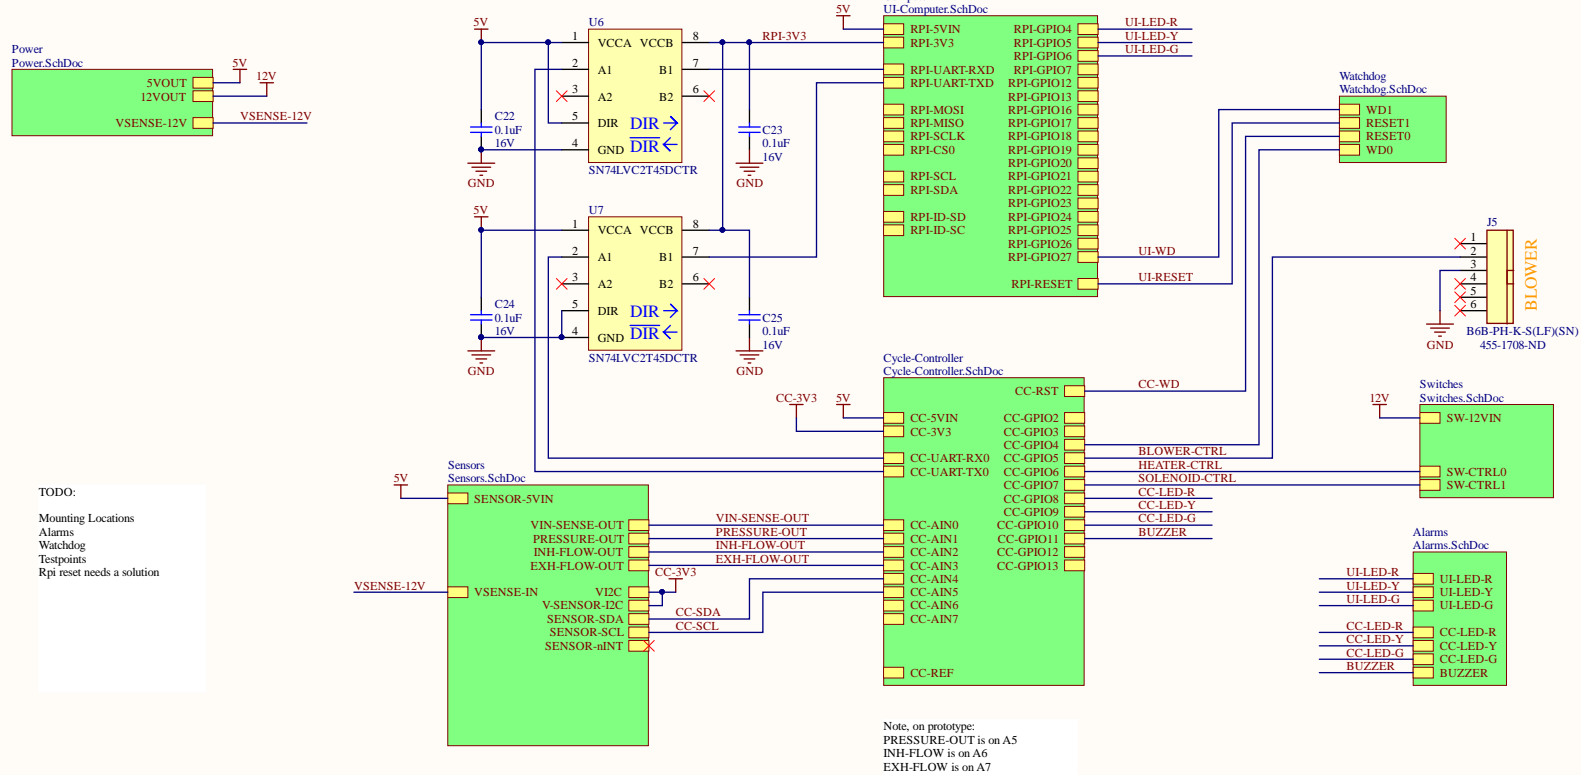 Power
Power.SchDoc
5VOUT
12VOUT
VSENSE-12V
5V
12V
VSENSE-12V
5V
U6
1 VCCA VCCB 8
2 A1 B1 7
3 A2 B2 6
5 DIR DIR
4 GND DIR
SN74LVC2T45DCTR
C22
0.1uF
16V
GND
C23
0.1uF
16V
GND
RPI-3V3
5V
U7
1 VCCA VCCB 8
2 A1 B1 7
3 A2 B2 6
5 DIR DIR
4 GND DIR
SN74LVC2T45DCTR
C24
0.1uF
16V
GND
C25
0.1uF
16V
GND
5V
UI-Computer.SchDoc
RPI-5VIN
RPI-3V3
RPI-UART-RXD
RPI-UART-TXD
RPI-MOSI
RPI-MISO
RPI-SCLK
RPI-CS0
RPI-SCL
RPI-SDA
RPI-ID-SD
RPI-ID-SC
RPI-GPIO4
RPI-GPIO5
RPI-GPIO6
RPI-GPIO7
RPI-GPIO12
RPI-GPIO13
RPI-GPIO16
RPI-GPIO17
RPI-GPIO18
RPI-GPIO19
RPI-GPIO20
RPI-GPIO21
RPI-GPIO22
RPI-GPIO23
RPI-GPIO24
RPI-GPIO25
RPI-GPIO26
RPI-GPIO27
RPI-RESET
UI-LED-R
UI-LED-Y
UI-LED-G
UI-WD
UI-RESET
Watchdog
Watchdog.SchDoc
WD1
RESET1
RESET0
WD0
J5
1
2
3
4
5
6
BLOWER
GND
B6B-PH-K-S(LF)(SN)
455-1708-ND
Cycle-Controller
Cycle-Controller.SchDoc
CC-3V3
5V
CC-5VIN
CC-3V3
CC-UART-RX0
CC-UART-TX0
CC-AIN0
CC-AIN1
CC-AIN2
CC-AIN3
CC-AIN4
CC-AIN5
CC-AIN6
CC-AIN7
CC-REF
CC-RST
CC-GPIO2
CC-GPIO3
CC-GPIO4
CC-GPIO5
CC-GPIO6
CC-GPIO7
CC-GPIO8
CC-GPIO9
CC-GPIO10
CC-GPIO11
CC-GPIO12
CC-GPIO13
CC-WD
BLOWER-CTRL
HEATER-CTRL
SOLENOID-CTRL
CC-LED-R
CC-LED-Y
CC-LED-G
BUZZER
12V
Switches
Switches.SchDoc
SW-12VIN
SW-CTRL0
SW-CTRL1
5V
Sensors
Sensors.SchDoc
SENSOR-5VIN
VIN-SENSE-OUT
PRESSURE-OUT
INH-FLOW-OUT
EXH-FLOW-OUT
VSENSE-12V
VSENSE-IN
VI2C
V-SENSOR-I2C
SENSOR-SDA
SENSOR-SCL
SENSOR-nINT
VIN-SENSE-OUT
PRESSURE-OUT
INH-FLOW-OUT
EXH-FLOW-OUT
CC-3V3
CC-SDA
CC-SCL
Alarms
Alarms.SchDoc
UI-LED-R
UI-LED-Y
UI-LED-G
CC-LED-R
CC-LED-Y
CC-LED-G
BUZZER
UI-LED-R
UI-LED-Y
UI-LED-G
CC-LED-R
CC-LED-Y
CC-LED-G
BUZZER
TODO:
Mounting Locations
Alarms
Watchdog
Testpoints
Rpi reset needs a solution
Note, on prototype:
PRESSURE-OUT is on A5
INH-FLOW is on A6
EXH-FLOW is on A7